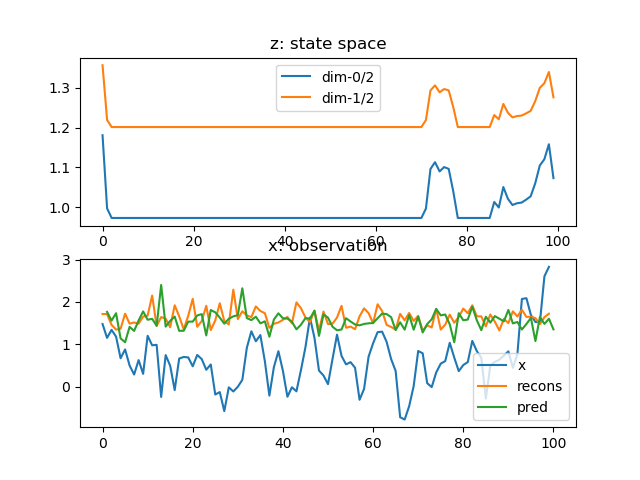 z: state space
1.3
1.2
1.1
1.0
dim-0/2
dim-1/2
0 20 40 60 80 100
x: observation
3
2
1
0
x
recons
pred
0 20 40 60 80 100